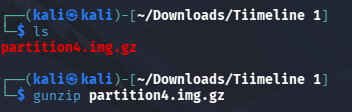 ┌──(kali㉿kali)-[~/Downloads/Tiimeline 1]
└─$ ls
partition4.img.gz
┌──(kali㉿kali)-[~/Downloads/Tiimeline 1]
└─$ gunzip partition4.img.gz